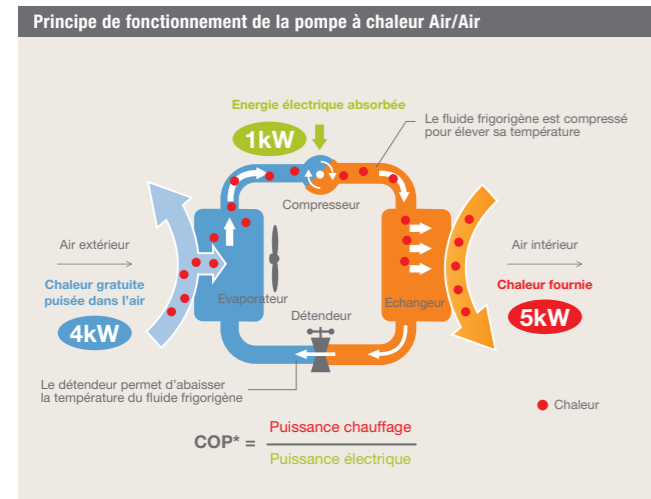 Principe de fonctionnement de la pompe à chaleur Air/Air
Energie électrique absorbée
1kW
Le fluide frigorigène est compressé
pour élever sa température
Compresseur
Air extérieur
Chaleur gratuite
puisée dans l'air
4kW
Evaporateur
Détendeur
Echangeur
Air intérieur
Chaleur fournie
5kW
Le détendeur permet d'abaisser
la température du fluide frigorigène
Chaleur
COP* =
Puissance chauffage
Puissance électrique